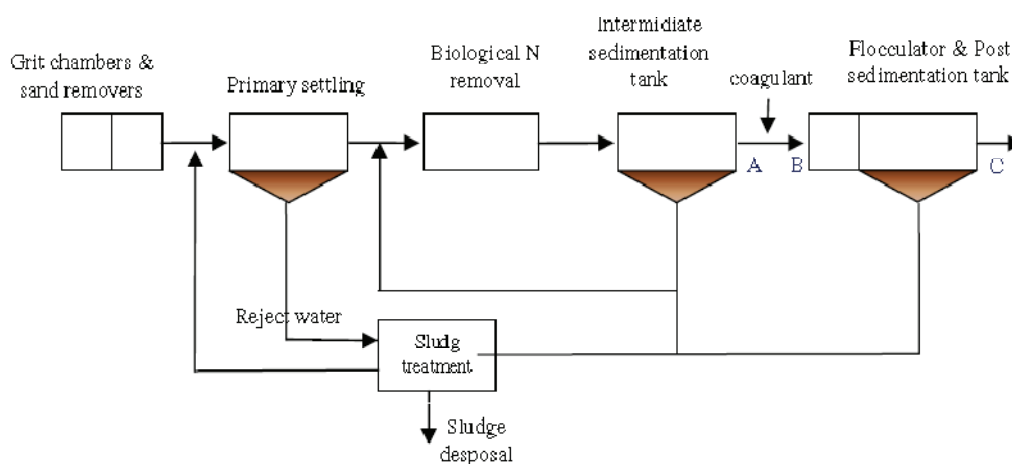 Grit chambers &
sand removers
Primary settling
Biological N
removal
Intermidiate
sedimentation
tank
coagulant
Flocculator & Post
sedimentation tank
A
B
C
Reject water
Sludg
treatment
Sludge
desposal